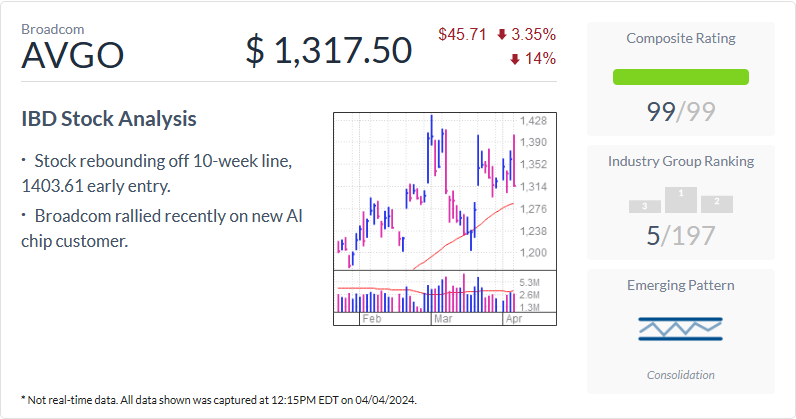 Broadcom
AVGO
$ 1,317.50
$45.71 3.35%
14%
IBD Stock Analysis
· Stock rebounding off 10-week line,
1403.61 early entry.
· Broadcom rallied recently on new AI
chip customer.
1,428
1,390
1,352
1,314
1,276
1,238
1,200
5.3M
2.6M
1.3M
Feb Mar Apr
Composite Rating
99/99
Industry Group Ranking
3 1 2
5/197
Emerging Pattern
Consolidation
* Not real-time data. All data shown was captured at 12:15PM EDT on 04/04/2024.